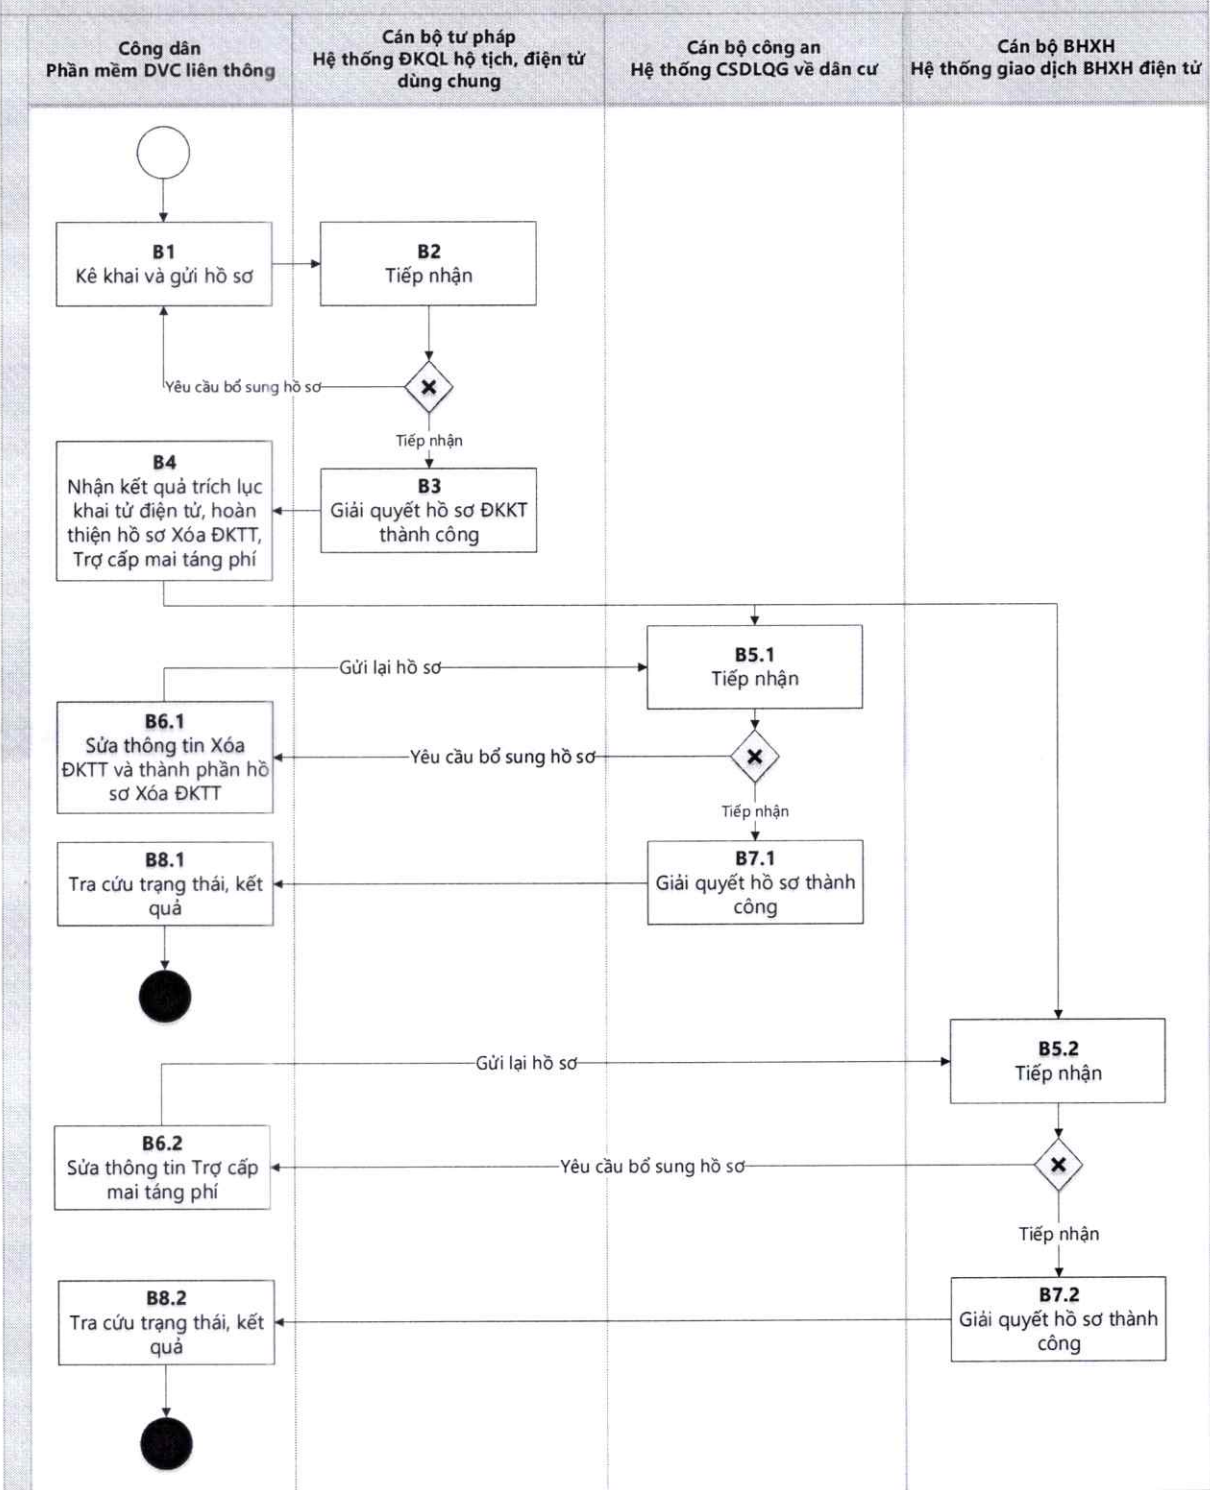 Công dân
Phần mềm DVC liên thông
Cán bộ tư pháp
Hệ thống ĐKQL hộ tịch, điện tử
dùng chung
Cán bộ công an
Hệ thống CSDLQG về dân cư
Cán bộ BHXH
Hệ thống giao dịch BHXH điện tử
B1
Kê khai và gửi hồ sơ
B2
Tiếp nhận
Yêu cầu bổ sung hồ sơ
Tiếp nhận
B4
Nhận kết quả trích lục
khai tử điện tử, hoàn
thiện hồ sơ Xóa ĐKTT,
Trợ cấp mai táng phí
B3
Giải quyết hồ sơ ĐKKT
thành công
B5.1
Tiếp nhận
Gửi lại hồ sơ
B6.1
Sửa thông tin Xóa
ĐKTT và thành phần hồ
sơ Xóa ĐKTT
Yêu cầu bổ sung hồ sơ
Tiếp nhận
B8.1
Tra cứu trạng thái, kết
quả
B7.1
Giải quyết hồ sơ thành
công
B5.2
Tiếp nhận
Gửi lại hồ sơ
B6.2
Sửa thông tin Trợ cấp
mai táng phí
Yêu cầu bổ sung hồ sơ
Tiếp nhận
B8.2
Tra cứu trạng thái, kết
quả
B7.2
Giải quyết hồ sơ thành
công